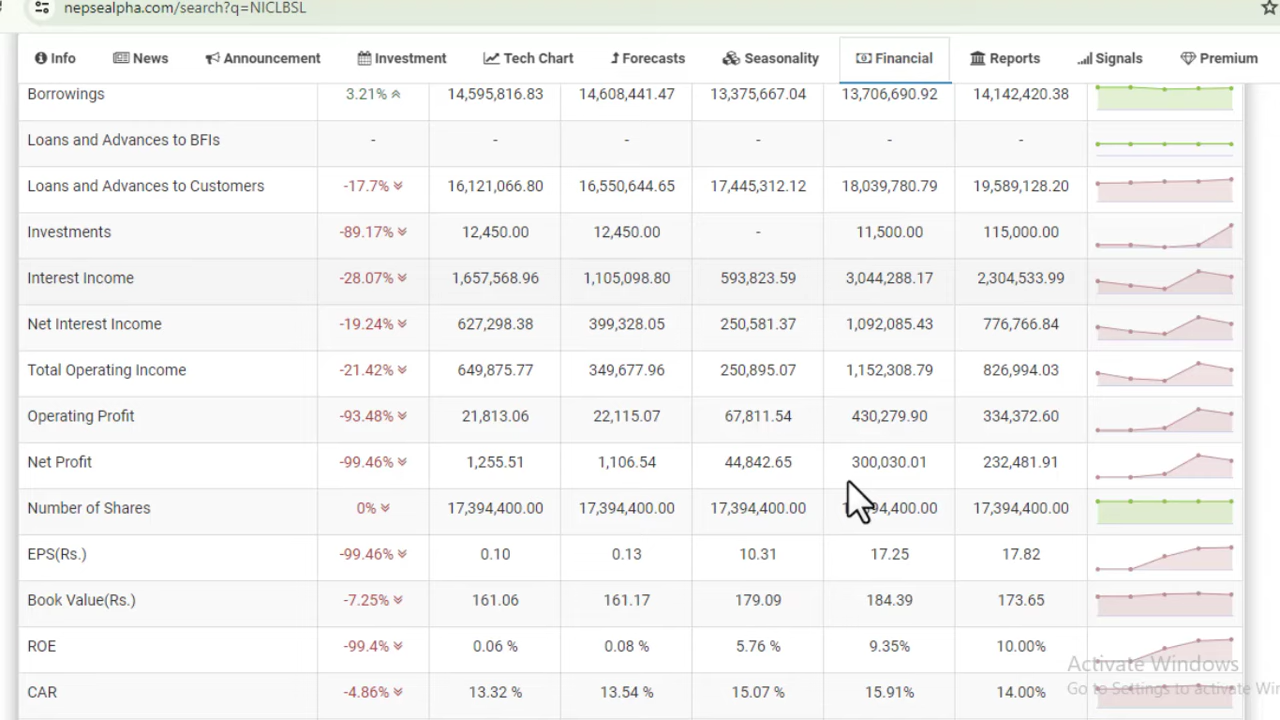 nepsealpha.com/search?q=NICLBSL
Info News Announcement Investment Tech Chart Forecasts Seasonality Financial Reports Signals Premium
Borrowings 3.21% 14,595,816.83 14,608,441.47 13,375,667.04 13,706,690.92 14,142,420.38
Loans and Advances to BFIs - - - - - -
Loans and Advances to Customers -17.7% 16,121,066.80 16,550,644.65 17,445,312.12 18,039,780.79 19,589,128.20
Investments -89.17% 12,450.00 12,450.00 - 11,500.00 115,000.00
Interest Income -28.07% 1,657,568.96 1,105,098.80 593,823.59 3,044,288.17 2,304,533.99
Net Interest Income -19.24% 627,298.38 399,328.05 250,581.37 1,092,085.43 776,766.84
Total Operating Income -21.42% 649,875.77 349,677.96 250,895.07 1,152,308.79 826,994.03
Operating Profit -93.48% 21,813.06 22,115.07 67,811.54 430,279.90 334,372.60
Net Profit -99.46% 1,255.51 1,106.54 44,842.65 300,030.01 232,481.91
Number of Shares 0% 17,394,400.00 17,394,400.00 17,394,400.00 17,394,400.00
EPS(Rs.) -99.46% 0.10 0.13 10.31 17.25 17.82
Book Value(Rs.) -7.25% 161.06 161.17 179.09 184.39 173.65
ROE -99.4% 0.06 % 0.08 % 5.76 % 9.35% 10.00%
Activate Windows
Go to Settings to activate
CAR -4.86% 13.32 % 13.54 % 15.07 % 15.91% 14.00%